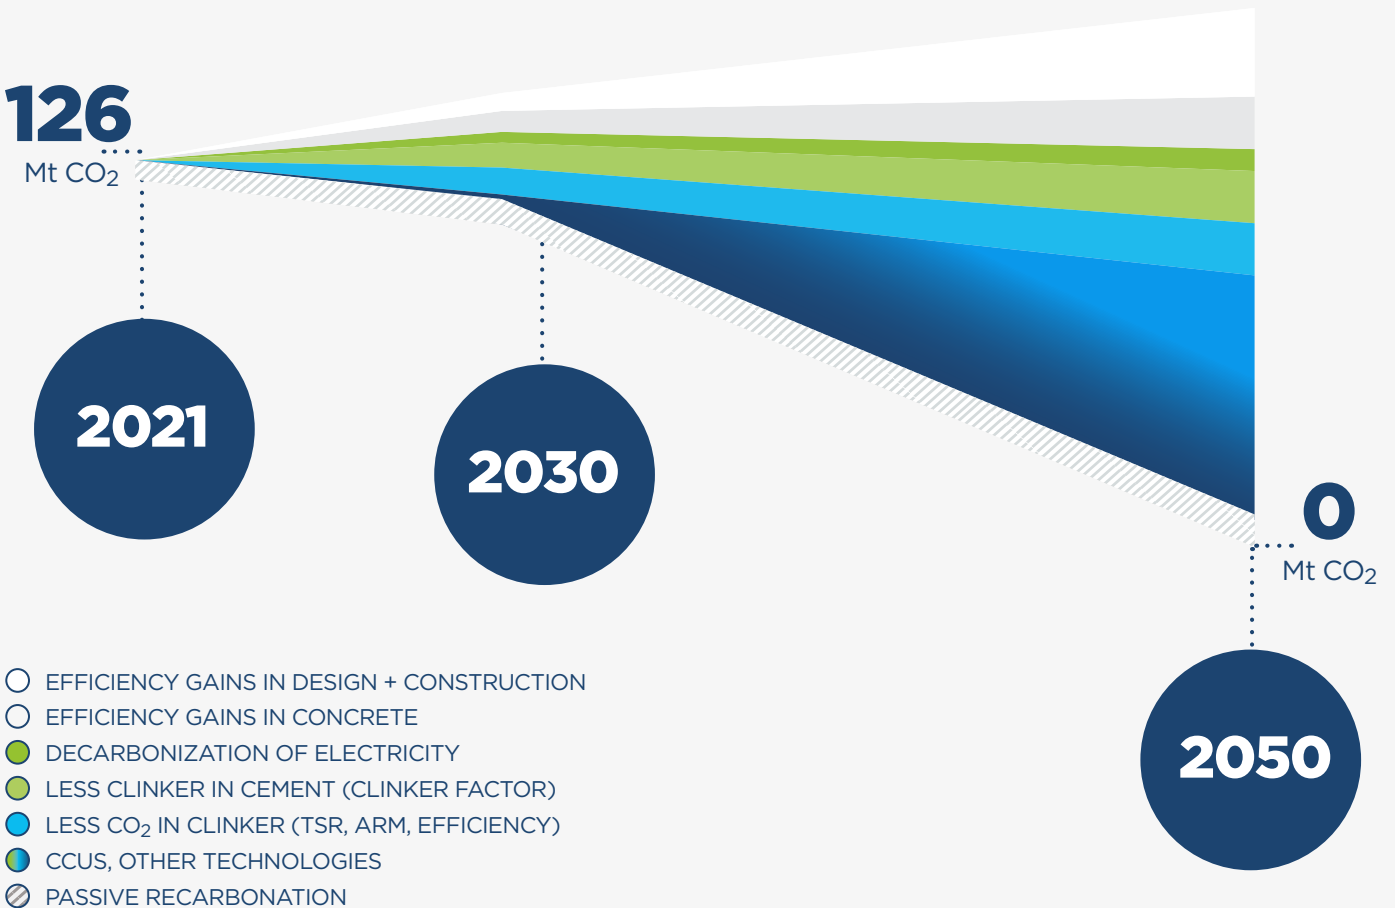 126
Mt CO₂
2021
2030
0
Mt CO₂
2050
EFFICIENCY GAINS IN DESIGN + CONSTRUCTION
EFFICIENCY GAINS IN CONCRETE
DECARBONIZATION OF ELECTRICITY
LESS CLINKER IN CEMENT (CLINKER FACTOR)
LESS CO₂ IN CLINKER (TSR, ARM, EFFICIENCY)
CCUS, OTHER TECHNOLOGIES
PASSIVE RECARBONATION